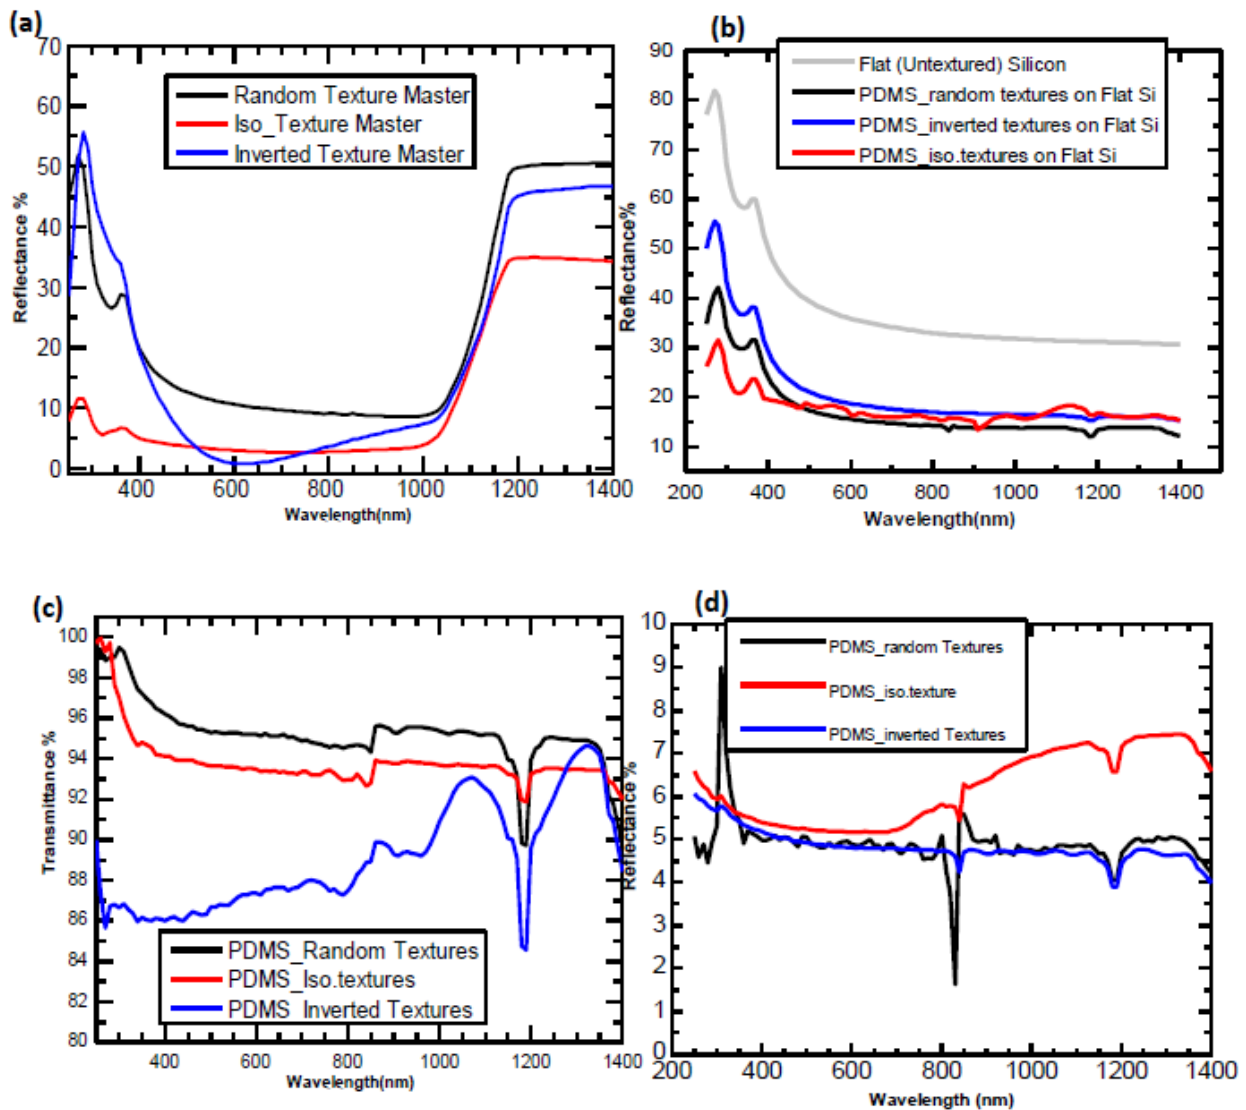 (a)
70
60
50
40
30
20
10
0
Reflectance %
Random Texture Master
Iso_Texture Master
Inverted Texture Master
400 600 800 1000 1200 1400
Wavelength(nm)
(b)
90
80
70
60
50
40
30
20
10
Reflectance%
Flat (Untextured) Silicon
PDMS_random textures on Flat Si
PDMS_inverted textures on Flat Si
PDMS_iso.textures on Flat Si
200 400 600 800 1000 1200 1400
Wavelength(nm)
(c)
100
98
96
94
92
90
88
86
84
82
80
Transmittance %
PDMS_Random Textures
PDMS_Iso.textures
PDMS_Inverted Textures
400 600 800 1000 1200 1400
Wavelength(nm)
(d)
10
9
8
7
6
5
4
3
2
1
0
Reflectance %
PDMS_random Textures
PDMS_iso.texture
PDMS_inverted Textures
200 400 600 800 1000 1200 1400
Wavelength (nm)